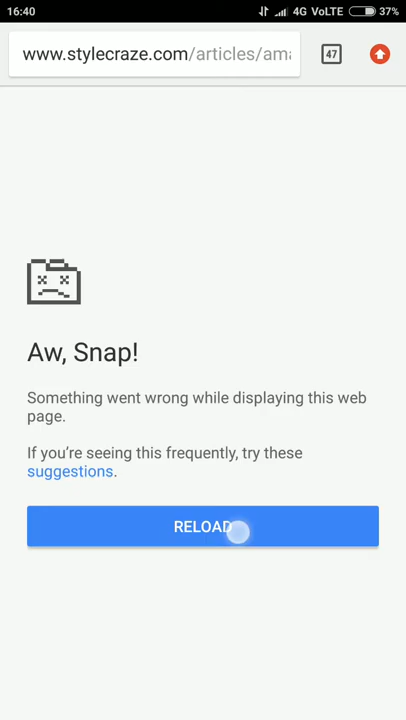 16:40 4G VoLTE 37%
www.stylecraze.com/articles/ama
47
Aw, Snap!
Something went wrong while displaying this web
page.
If you're seeing this frequently, try these
suggestions.
RELOAD